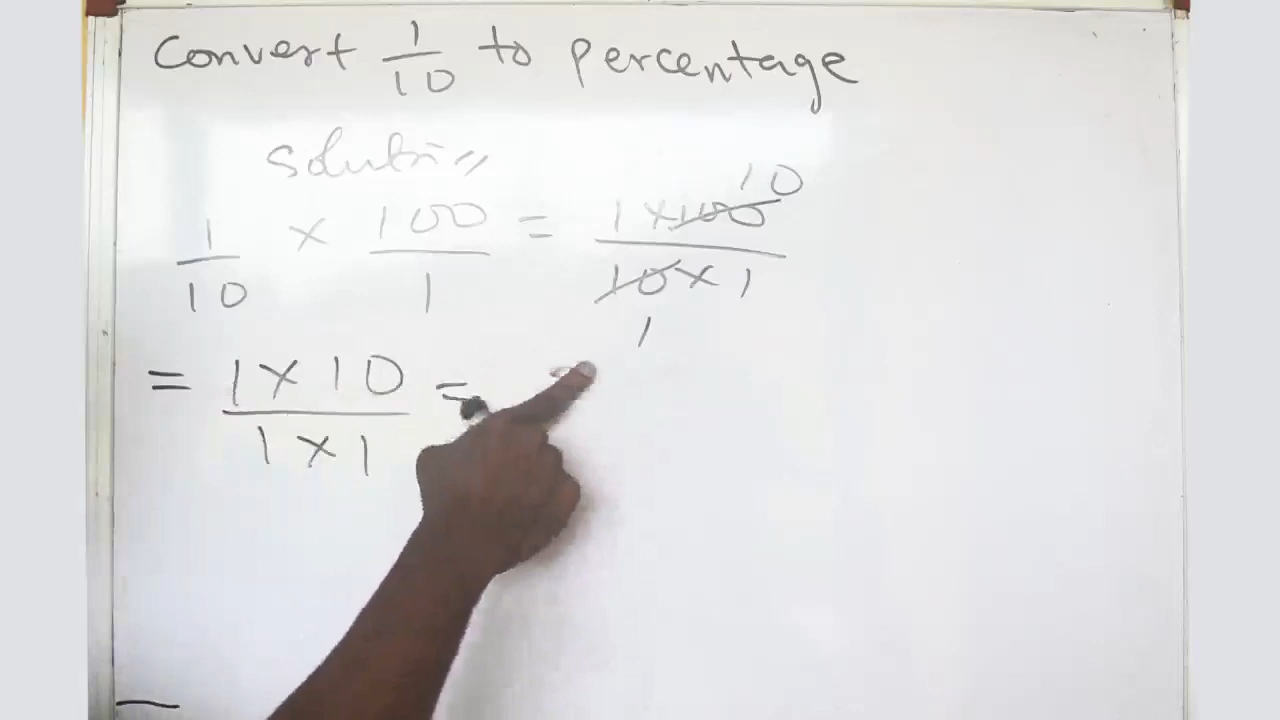 Convert 1/10 to percentage
Solution //
1/10 × 100/1 = 1 × 100/10 × 1 10 1
= 1 × 10/1 × 1 =